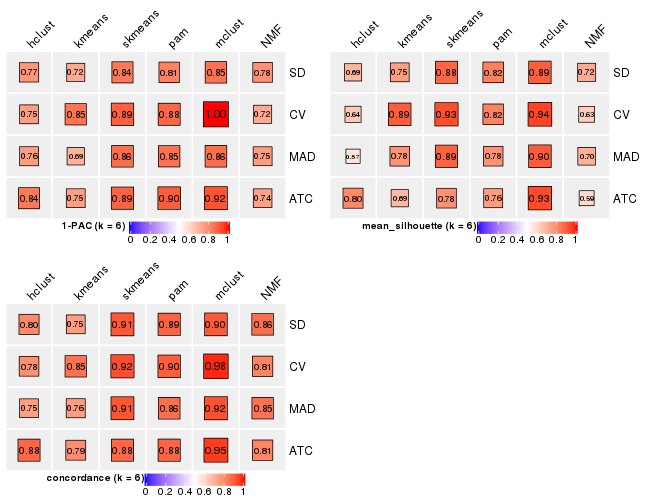 hclust kmeans skmeans pam mclust NMF
0.77 0.72 0.84 0.81 0.85 0.78 SD
0.75 0.85 0.89 0.88 1.00 0.72 CV
0.76 0.69 0.86 0.85 0.86 0.75 MAD
0.84 0.75 0.89 0.90 0.92 0.74 ATC
1-PAC (k = 6)
0 0.2 0.4 0.6 0.8 1
hclust kmeans skmeans pam mclust NMF
0.69 0.75 0.88 0.82 0.89 0.72 SD
0.64 0.89 0.93 0.82 0.94 0.63 CV
0.57 0.78 0.89 0.78 0.90 0.70 MAD
0.80 0.69 0.78 0.76 0.93 0.59 ATC
mean_silhouette (k = 6)
0 0.2 0.4 0.6 0.8 1
hclust kmeans skmeans pam mclust NMF
0.80 0.75 0.91 0.89 0.90 0.86 SD
0.78 0.85 0.92 0.90 0.98 0.81 CV
0.75 0.76 0.91 0.86 0.92 0.85 MAD
0.88 0.79 0.88 0.88 0.95 0.81 ATC
concordance (k = 6)
0 0.2 0.4 0.6 0.8 1